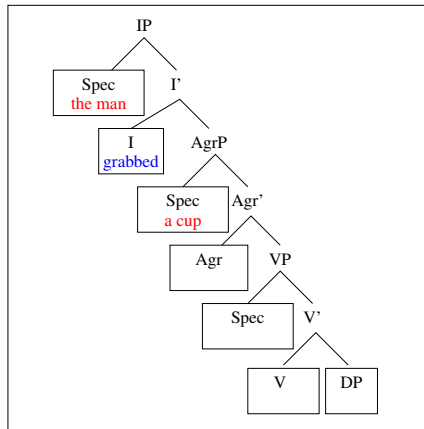 IP
Spec
the man
I’
I
grabbed
AgrP
Spec
a cup
Agr’
Agr
VP
Spec
V’
V
DP